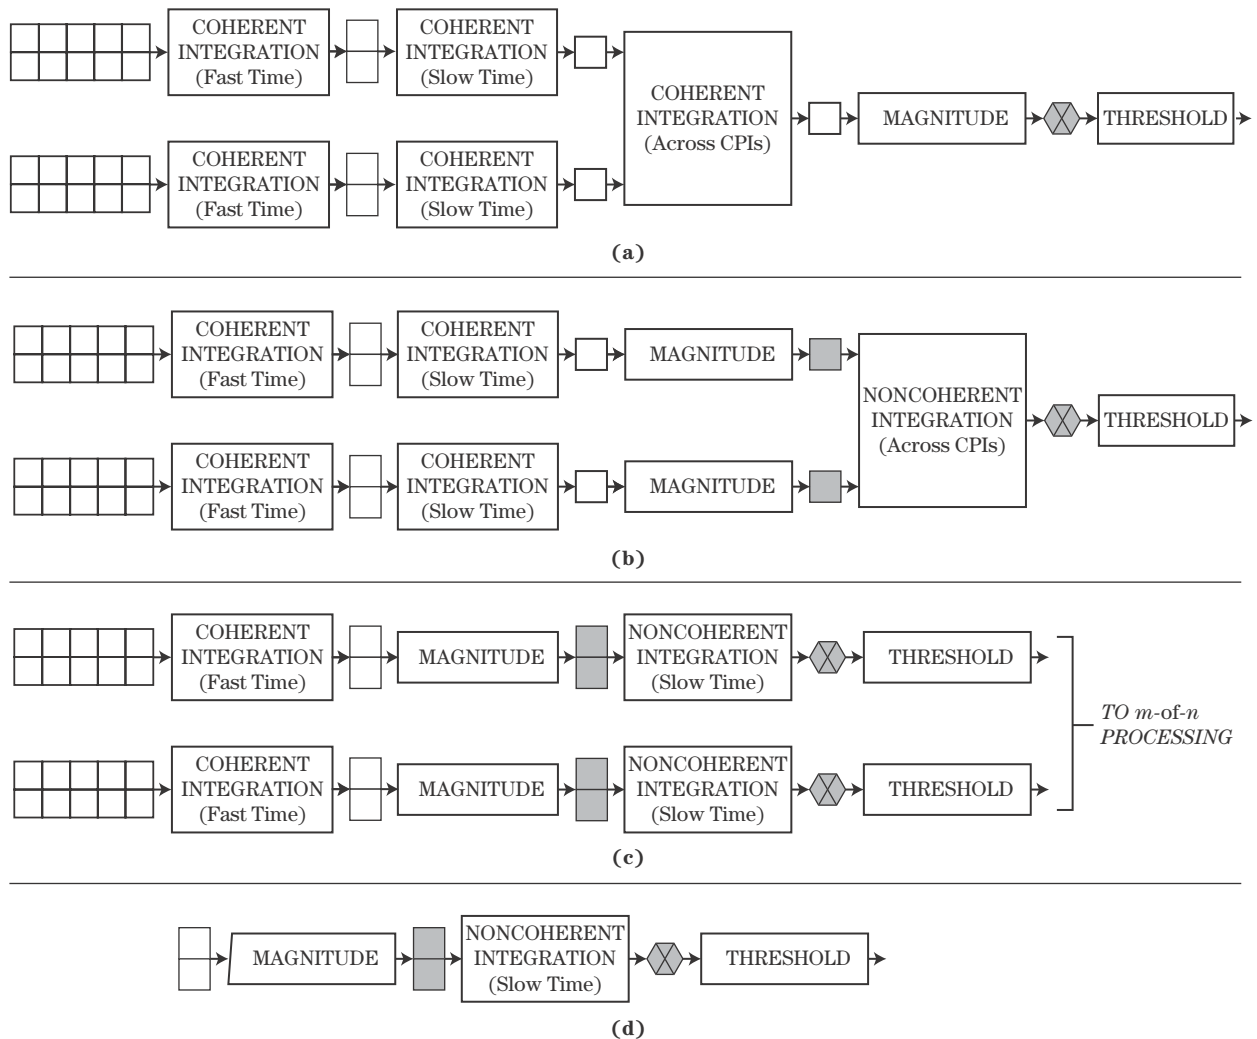 COHERENT
INTEGRATION
(Fast Time)
COHERENT
INTEGRATION
(Slow Time)
COHERENT
INTEGRATION
(Across CPIs)
MAGNITUDE
THRESHOLD
COHERENT
INTEGRATION
(Fast Time)
COHERENT
INTEGRATION
(Slow Time)
(a)
COHERENT
INTEGRATION
(Fast Time)
COHERENT
INTEGRATION
(Slow Time)
MAGNITUDE
NONCOHERENT
INTEGRATION
(Across CPIs)
THRESHOLD
COHERENT
INTEGRATION
(Fast Time)
COHERENT
INTEGRATION
(Slow Time)
MAGNITUDE
(b)
COHERENT
INTEGRATION
(Fast Time)
MAGNITUDE
NONCOHERENT
INTEGRATION
(Slow Time)
THRESHOLD
TO m-of-n
PROCESSING
COHERENT
INTEGRATION
(Fast Time)
MAGNITUDE
NONCOHERENT
INTEGRATION
(Slow Time)
THRESHOLD
(c)
MAGNITUDE
NONCOHERENT
INTEGRATION
(Slow Time)
THRESHOLD
(d)